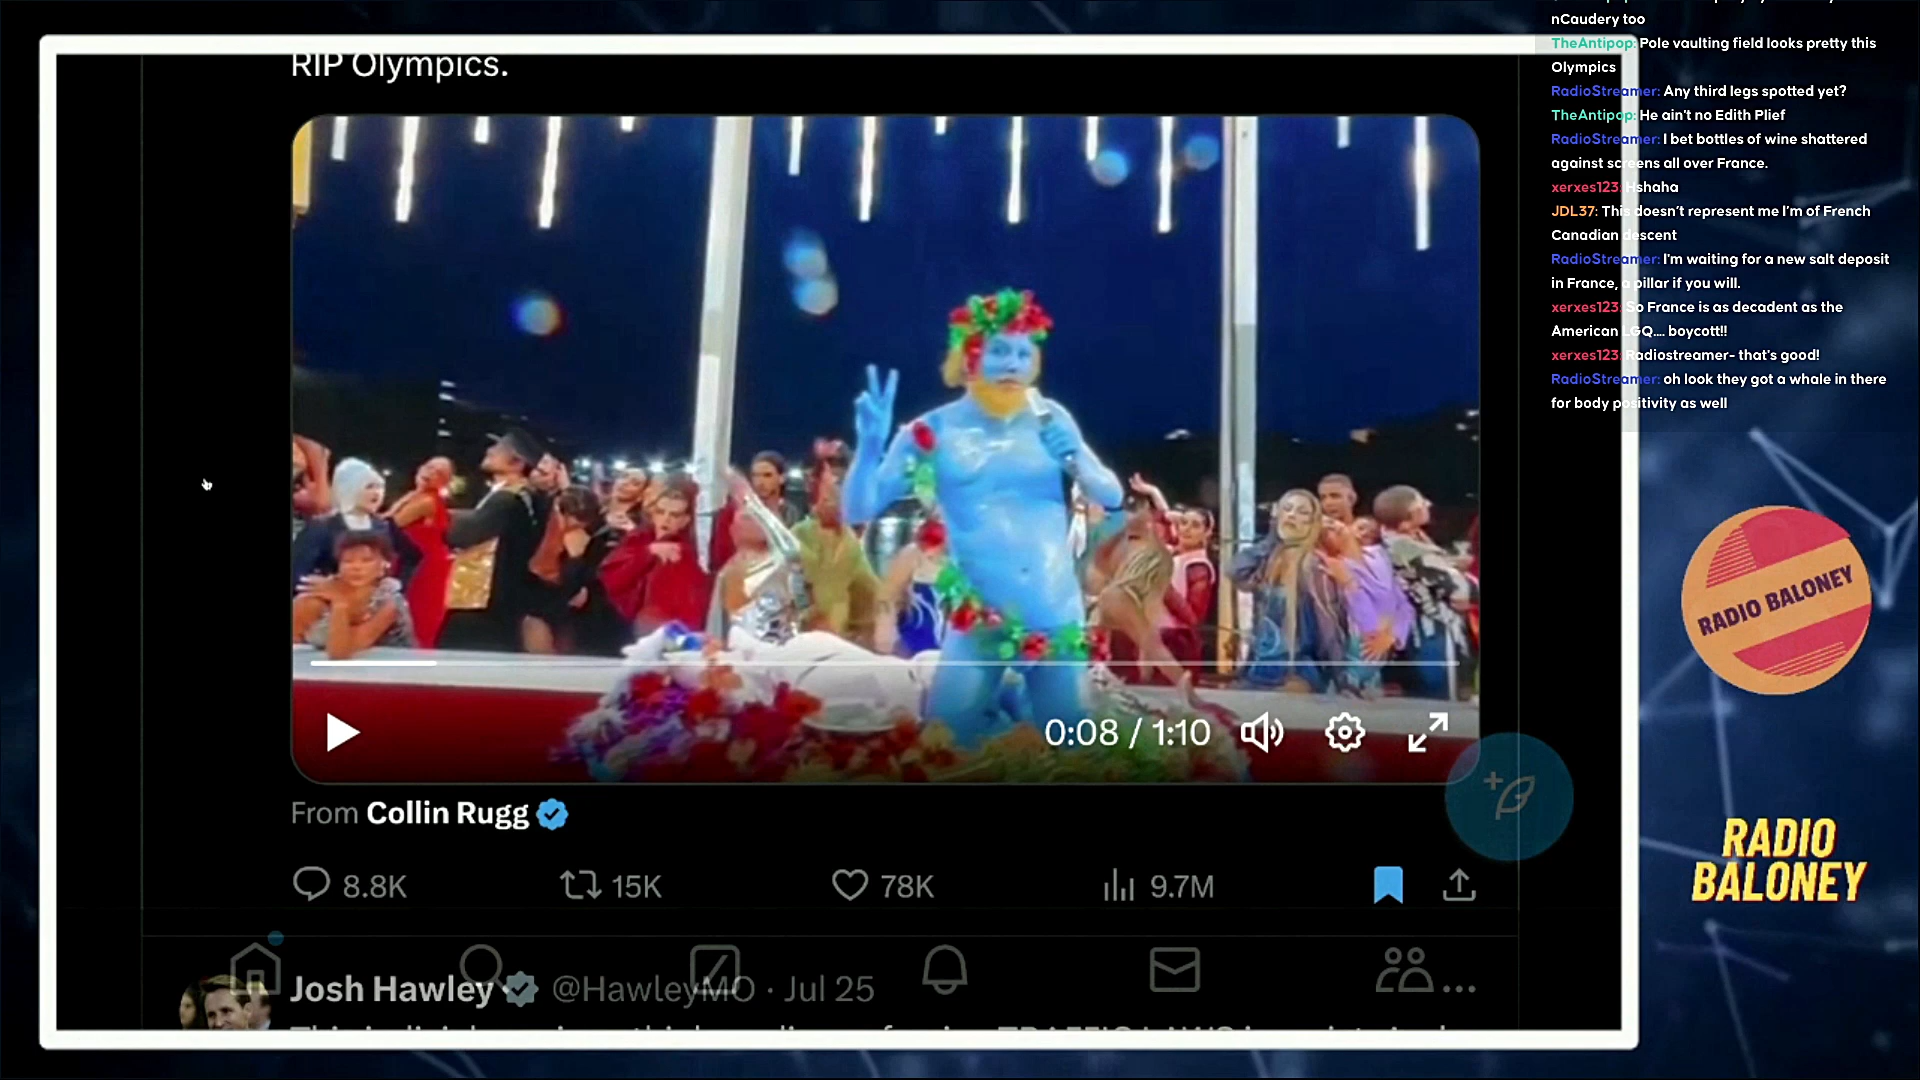 RIP Olympics.
0:08 / 1:10
From Collin Rugg
8.8K
15K
78K
9.7M
Josh Hawley @HawleyMO · Jul 25
nCaudery too
TheAntipop: Pole vaulting field looks pretty this
Olympics
RadioStreamer: Any third legs spotted yet?
TheAntipop: He ain't no Edith Plief
RadioStreamer: I bet bottles of wine shattered
against screens all over France.
xerxes123: Hshaha
JDL37: This doesn't represent me I'm of French
Canadian descent
RadioStreamer: I'm waiting for a new salt deposit
in France, a pillar if you will.
xerxes123: So France is as decadent as the
American LGQ.... boycott!!
xerxes123: Radiostreamer- that's good!
RadioStreamer: oh look they got a whale in there
for body positivity as well
RADIO BALONEY
RADIO
BALONEY